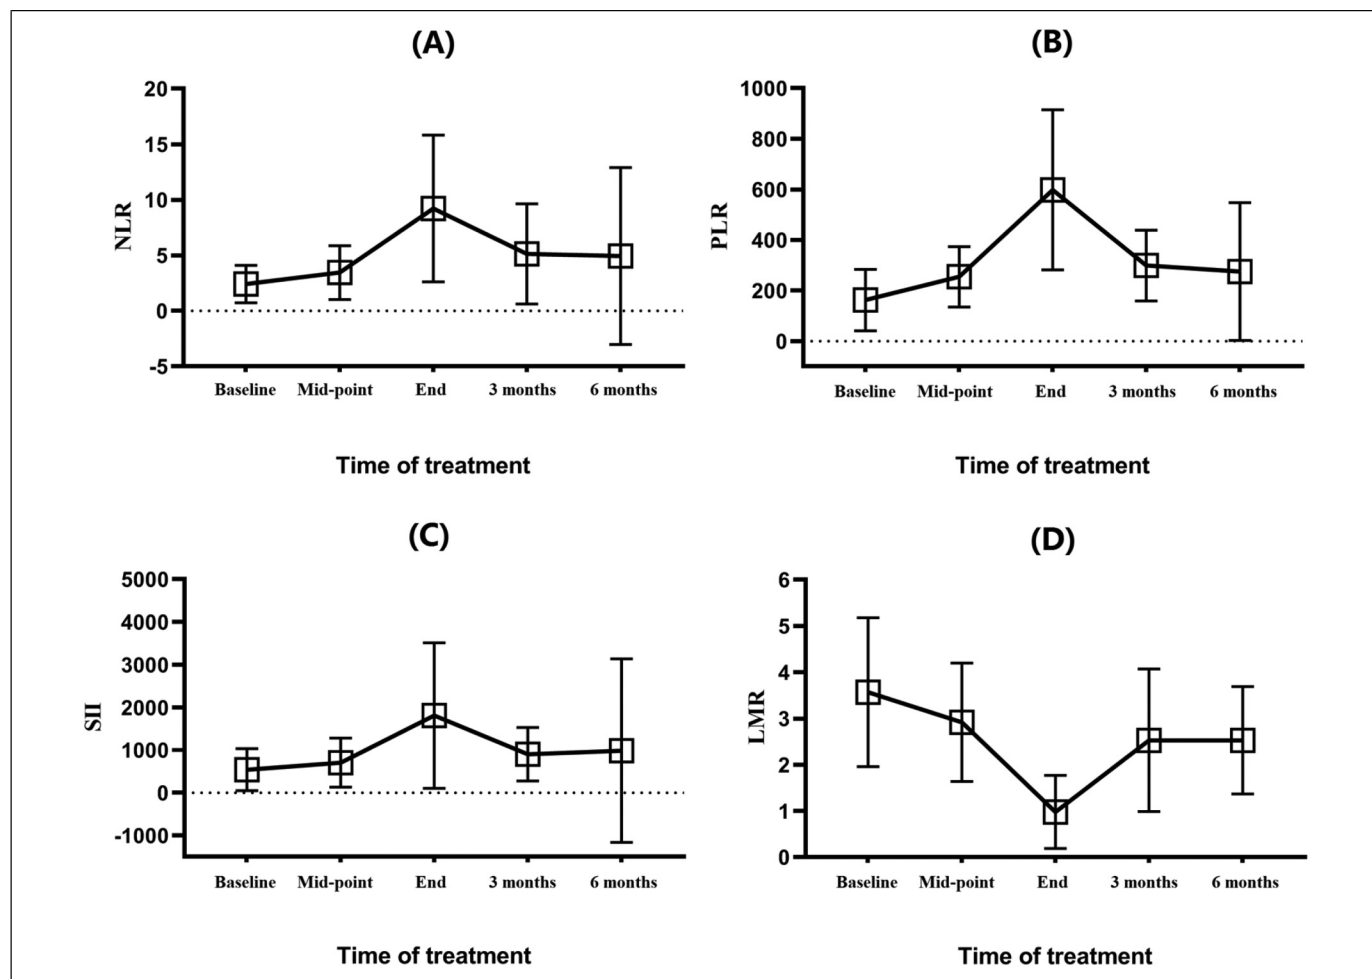 (A)
20
15
10
5
0
-5
NLR
Baseline Mid-point End 3 months 6 months
Time of treatment
(B)
1000
800
600
400
200
0
PLR
Baseline Mid-point End 3 months 6 months
Time of treatment
(C)
5000
4000
3000
2000
1000
0
-1000
SII
Baseline Mid-point End 3 months 6 months
Time of treatment
(D)
6
5
4
3
2
1
0
LMR
Baseline Mid-point End 3 months 6 months
Time of treatment